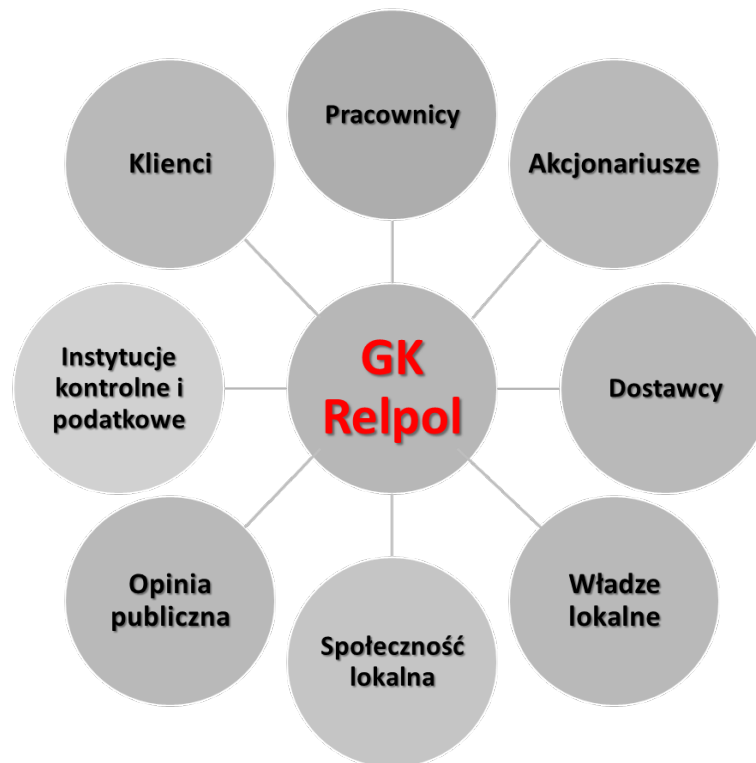 Pracownicy
Klienci
Akcjonariusze
Instytucje
kontrolne i
podatkowe
GK
Relpol
Dostawcy
Opinia
publiczna
Władze
lokalne
Społeczność
lokalna